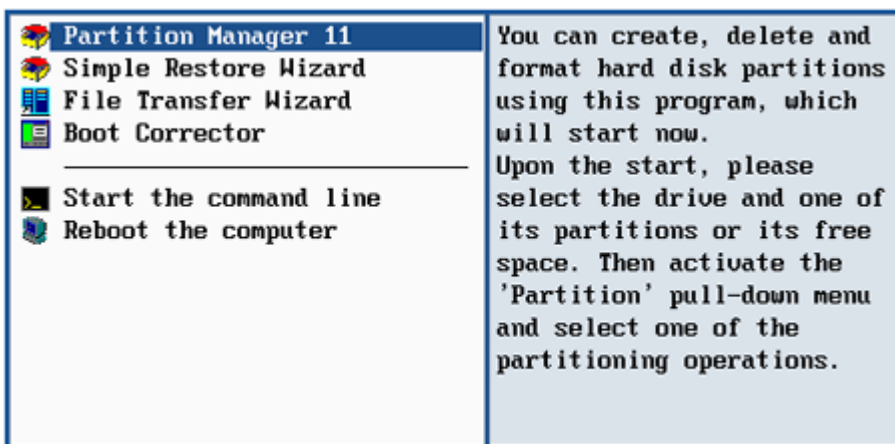 Partition Manager 11
Simple Restore Wizard
File Transfer Wizard
Boot Corrector
Start the command line
Reboot the computer
You can create, delete and
format hard disk partitions
using this program, which
will start now.
Upon the start, please
select the drive and one of
its partitions or its free
space. Then activate the
'Partition' pull-down menu
and select one of the
partitioning operations.